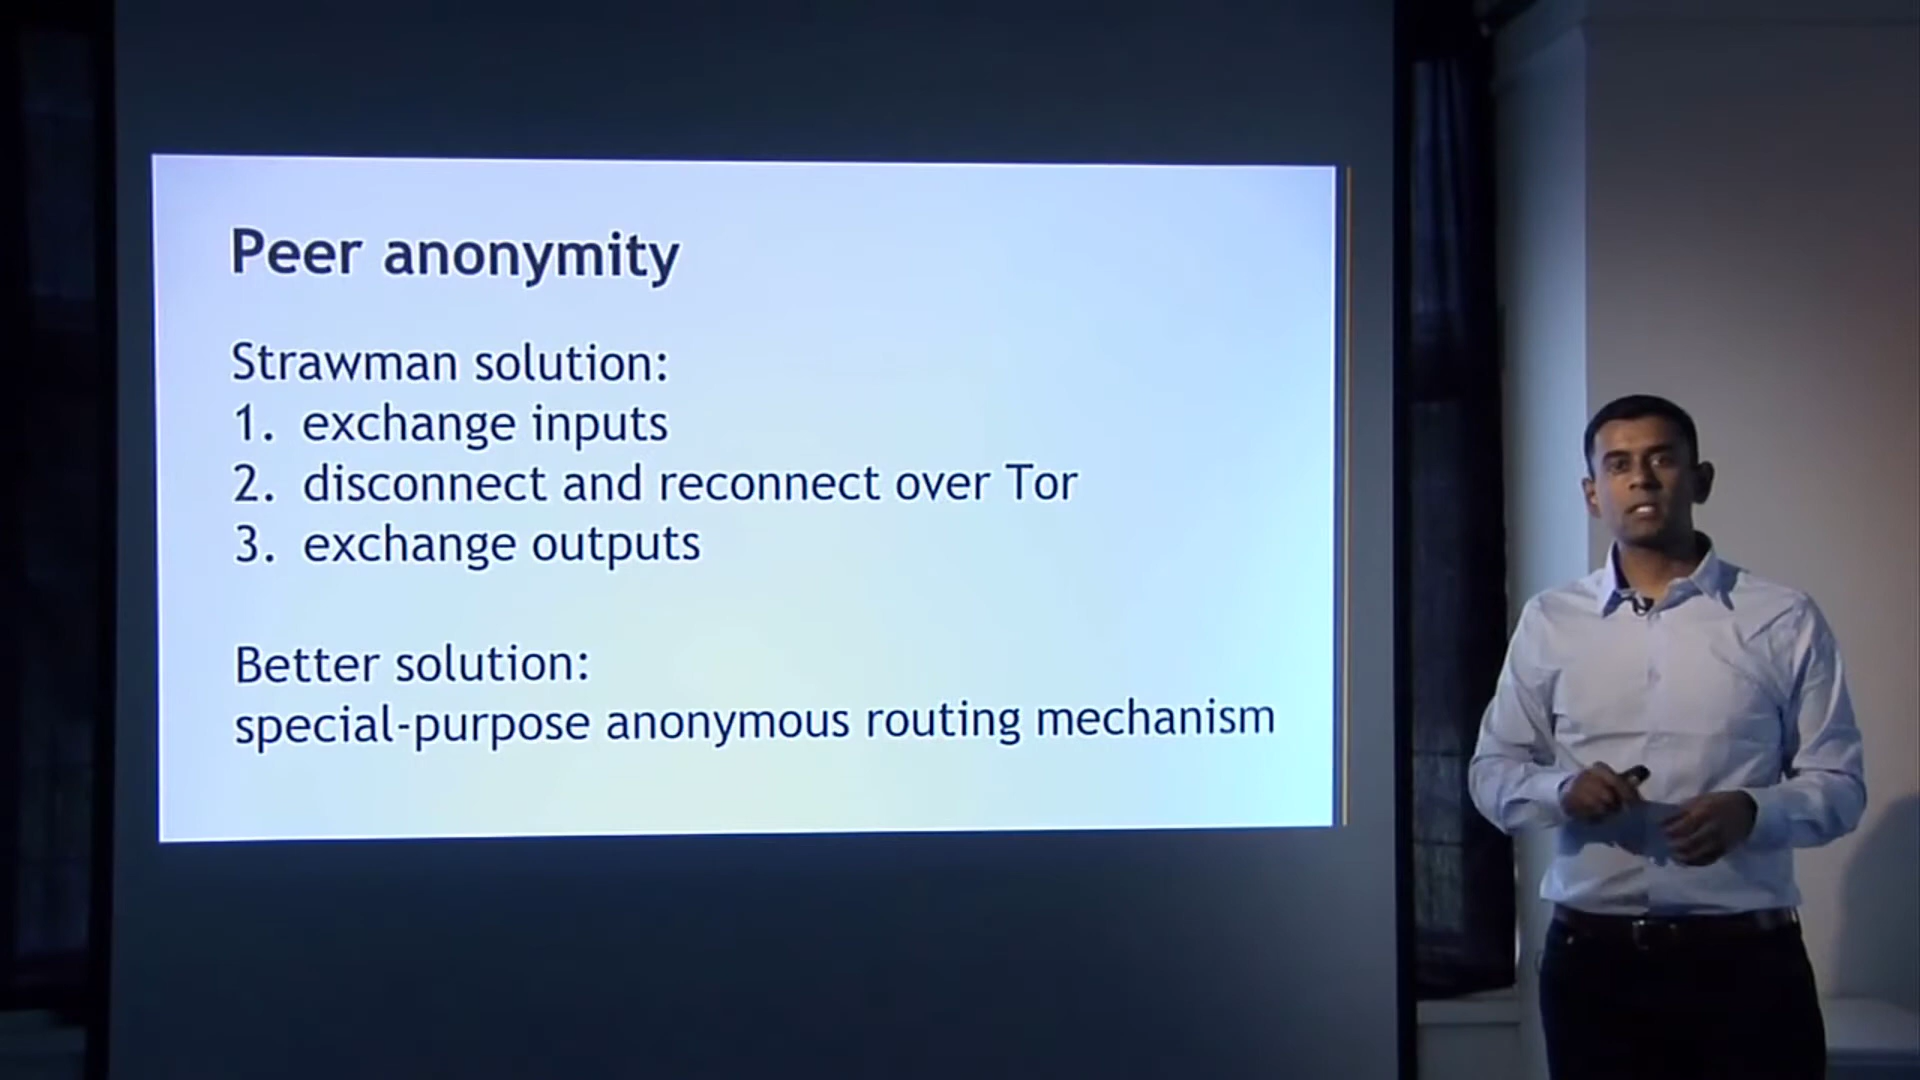 Peer anonymity
Strawman solution:
1. exchange inputs
2. disconnect and reconnect over Tor
3. exchange outputs
Better solution:
special-purpose anonymous routing mechanism